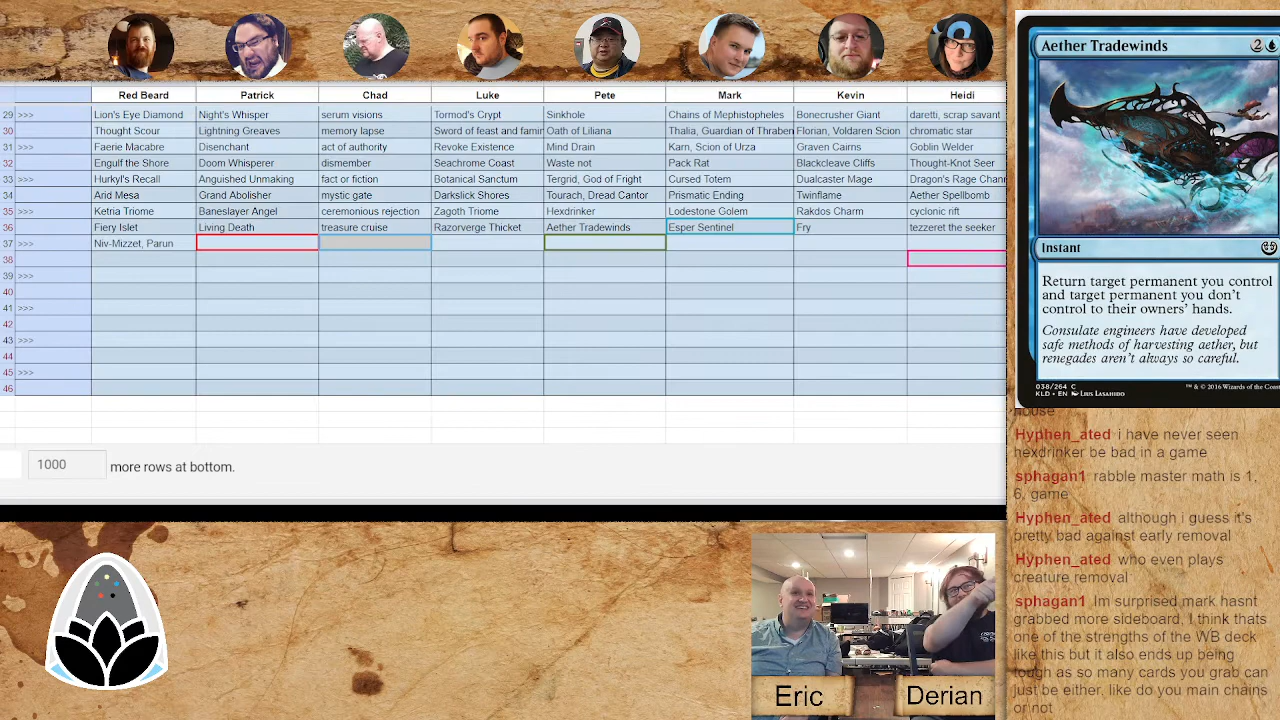 Red Beard Patrick Chad Luke Pete Mark Kevin Heidi
29 >>> Lion's Eye Diamond Night's Whisper serum visions Tormod's Crypt Sinkhole Chains of Mephistopheles Bonecrusher Giant daretti, scrap savant
30 Thought Scour Lightning Greaves memory lapse Sword of feast and famin Oath of Liliana Thalia, Guardian of Thraben Florian, Voldaren Scion chromatic star
31 >>> Faerie Macabre Disenchant act of authority Revoke Existence Mind Drain Karn, Scion of Urza Graven Cairns Goblin Welder
32 Engulf the Shore Doom Whisperer dismember Seachrome Coast Waste not Pack Rat Blackcleave Cliffs Thought-Knot Seer
33 >>> Hurkyl's Recall Anguished Unmaking fact or fiction Botanical Sanctum Tergrid, God of Fright Cursed Totem Dualcaster Mage Dragon's Rage Chann
34 Arid Mesa Grand Abolisher mystic gate Darkslick Shores Tourach, Dread Cantor Prismatic Ending Twinflame Aether Spellbomb
35 >>> Ketria Triome Baneslayer Angel ceremonious rejection Zagoth Triome Hexdrinker Lodestone Golem Rakdos Charm cyclonic rift
36 Fiery Islet Living Death treasure cruise Razorverge Thicket Aether Tradewinds Esper Sentinel Fry tezzeret the seeker
37 >>> Niv-Mizzet, Parun
38
39 >>>
40
41 >>>
42
43 >>>
44
45 >>>
46
1000 more rows at bottom.
Aether Tradewinds 2
Instant
Return target permanent you control
and target permanent you don't
control to their owners' hands.
Consulate engineers have developed
safe methods of harvesting aether, but
renegades aren't always so careful.
038/264 C
KLD • EN
™ & © 2016 Wizards of the Coast
house
Hyphen_ated i have never seen
hexdrinker be bad in a game
sphagan1 rabble master math is 1,
6, game
Hyphen_ated although i guess it's
pretty bad against early removal
Hyphen_ated who even plays
creature removal
sphagan1 Im surprised mark hasnt
grabbed more sideboard, I think thats
one of the strengths of the WB deck
like this but it also ends up being
tough as so many cards you grab can
just be either, like do you main chains
or not
Eric
Derian